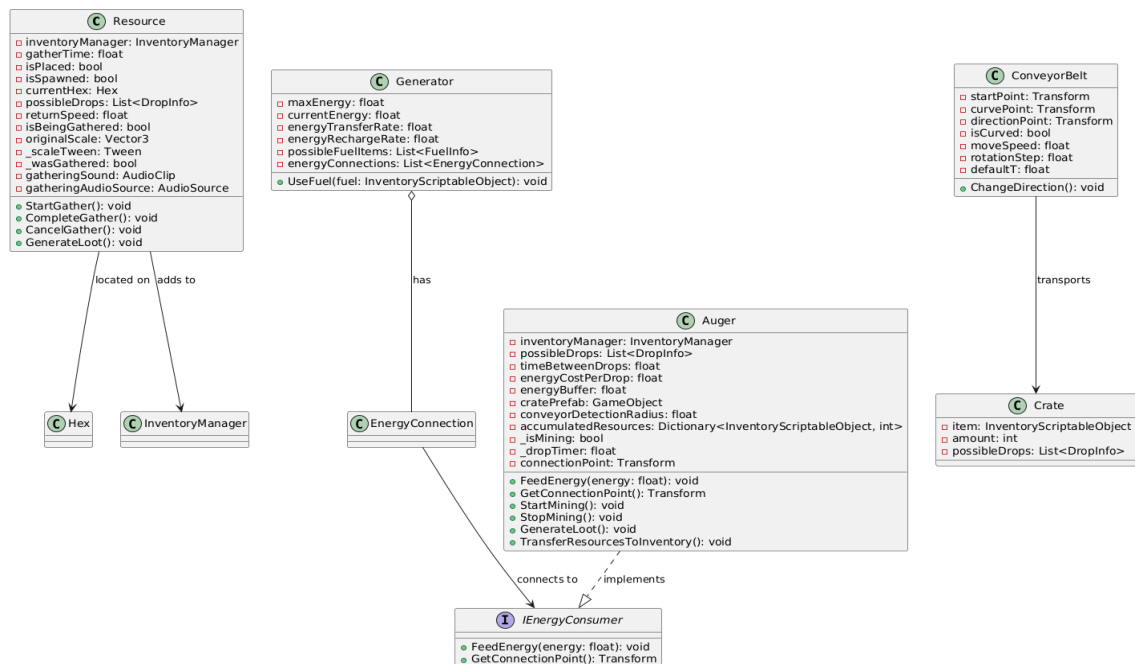 C Resource
inventoryManager: InventoryManager
gatherTime: float
isPlaced: bool
isSpawned: bool
currentHex: Hex
possibleDrops: List<DropInfo>
returnSpeed: float
isBeingGathered: bool
originalScale: Vector3
_scaleTween: Tween
_wasGathered: bool
gatheringSound: AudioClip
gatheringAudioSource: AudioSource
StartGather(): void
CompleteGather(): void
CancelGather(): void
GenerateLoot(): void
C Generator
maxEnergy: float
currentEnergy: float
energyTransferRate: float
energyRechargeRate: float
possibleFuelItems: List<FuelInfo>
energyConnections: List<EnergyConnection>
UseFuel(fuel: InventoryScriptableObject): void
C ConveyorBelt
startPoint: Transform
curvePoint: Transform
directionPoint: Transform
isCurved: bool
moveSpeed: float
rotationStep: float
defaultT: float
ChangeDirection(): void
located on
adds to
has
transports
C Auger
inventoryManager: InventoryManager
possibleDrops: List<DropInfo>
timeBetweenDrops: float
energyCostPerDrop: float
energyBuffer: float
cratePrefab: GameObject
conveyorDetectionRadius: float
accumulatedResources: Dictionary<InventoryScriptableObject, int>
_isMining: bool
_dropTimer: float
connectionPoint: Transform
FeedEnergy(energy: float): void
GetConnectionPoint(): Transform
StartMining(): void
StopMining(): void
GenerateLoot(): void
TransferResourcesToInventory(): void
C Hex
C InventoryManager
C EnergyConnection
C Crate
item: InventoryScriptableObject
amount: int
possibleDrops: List<DropInfo>
connects to
implements
I IEnergyConsumer
FeedEnergy(energy: float): void
GetConnectionPoint(): Transform